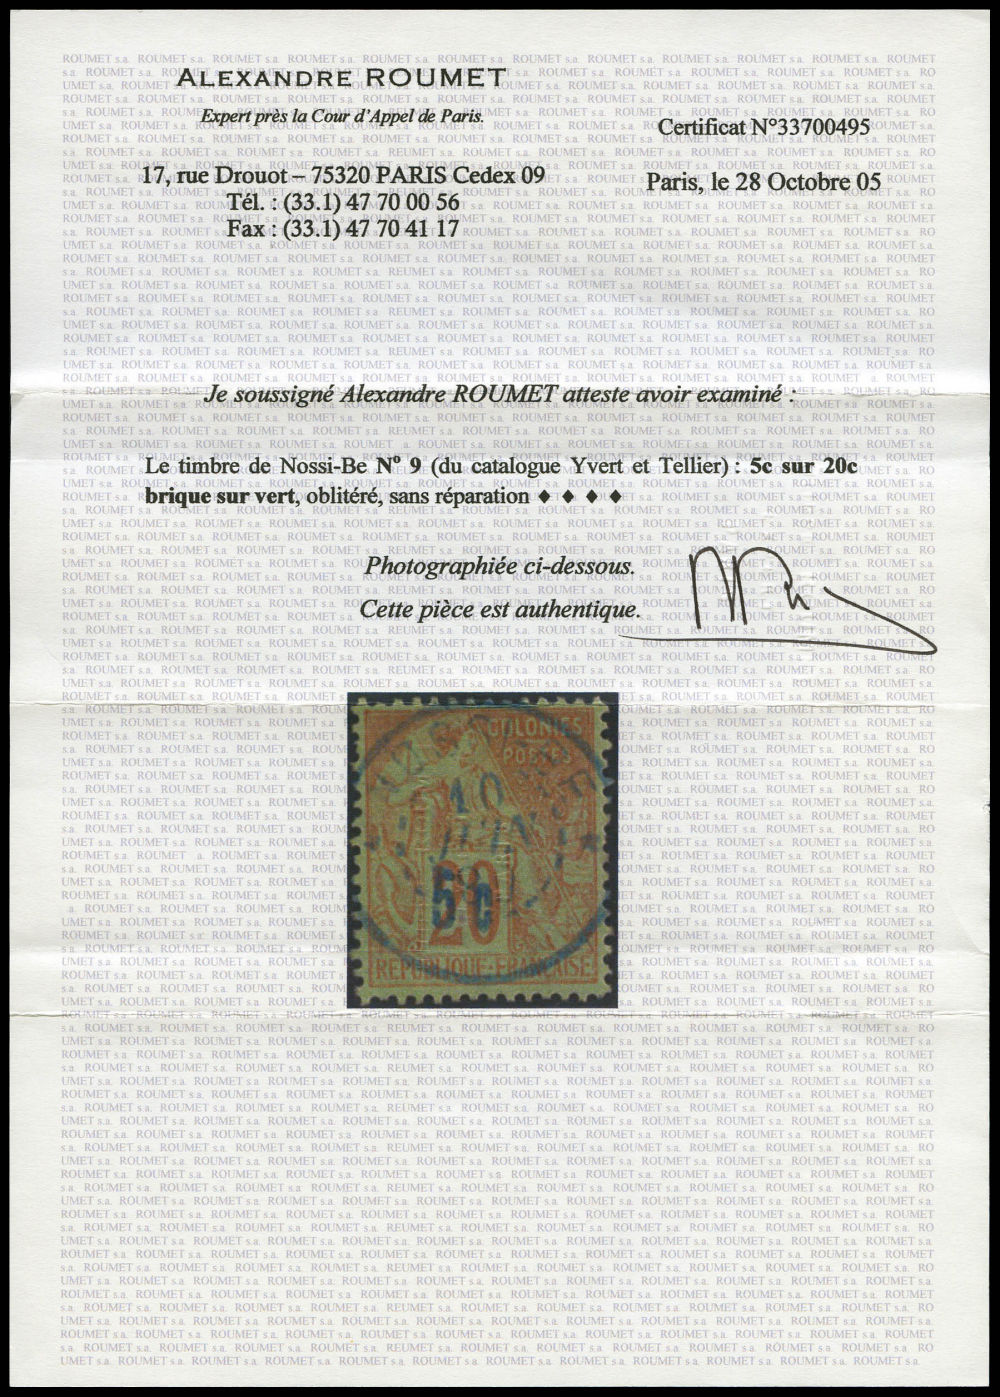 ALEXANDRE ROUMET
Expert près la Cour d'Appel de Paris.
Certificat N°33700495
17, rue Drouot – 75320 PARIS Cedex 09
Paris, le 28 Octobre 05
Tél. : (33.1) 47 70 00 56
Fax : (33.1) 47 70 41 17
Je soussigné Alexandre ROUMET atteste avoir examiné :
Le timbre de Nossi-Be N° 9 (du catalogue Yvert et Tellier) : 5c sur 20c
brique sur vert, oblitéré, sans réparation ♦ ♦ ♦ ♦
Photographiée ci-dessous.
Cette pièce est authentique.
COLONIES
POSTES
10
20
REPUBLIQUE FRANCAISE